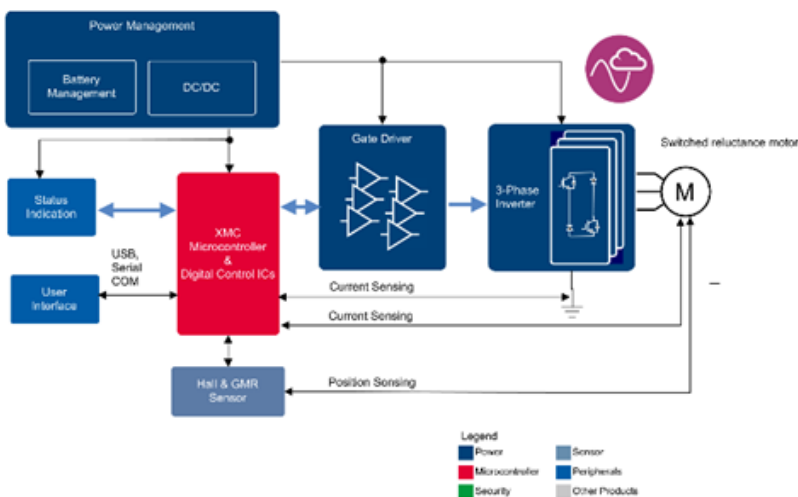 Power Management
Battery
Management
DC/DC
Gate Driver
Switched reluctance motor
3-Phase
Inverter
M
Status
Indication
XMC
Microcontroller
&
Digital Control ICs
USB,
Serial
COM
User
Interface
Current Sensing
Current Sensing
Hall & GMR
Sensor
Position Sensing
Legend
Power
Sensor
Microcontroller
Peripherals
Security
Other Products